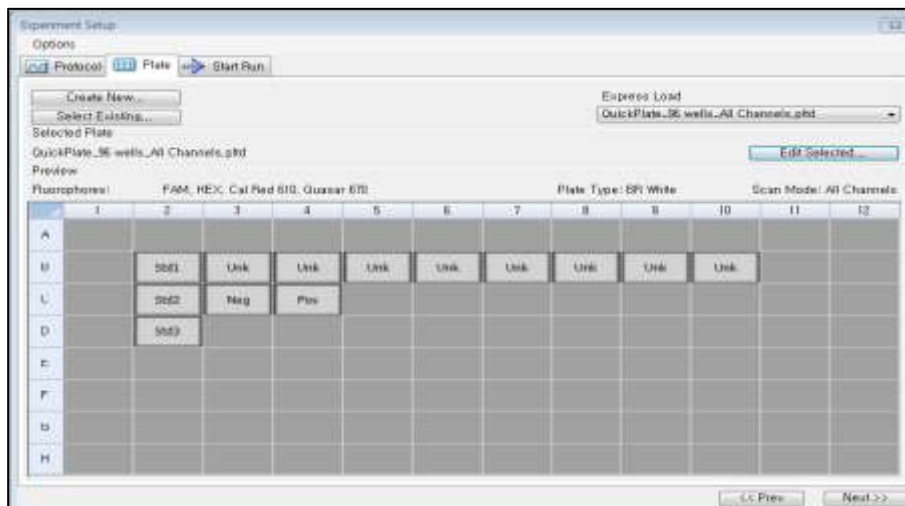 Experiment Setup
Options
Protocol Plate Start Run
Create New... Express Load
Select Existing... QuickPlate_96 wells_All Channels.pltd
Selected Plate
QuickPlate_96 wells_All Channels.pltd Edit Selected...
Preview
Fluorophores: FAM, HEX, Cal Red 610, Quasar 670 Plate Type: BR White Scan Mode: All Channels
1 2 3 4 5 6 7 8 9 10 11 12
A
B Std1 Unk Unk Unk Unk Unk Unk Unk Unk
C Std2 Neg Pos
D Std3
E
F
G
H
<< Prev Next >>